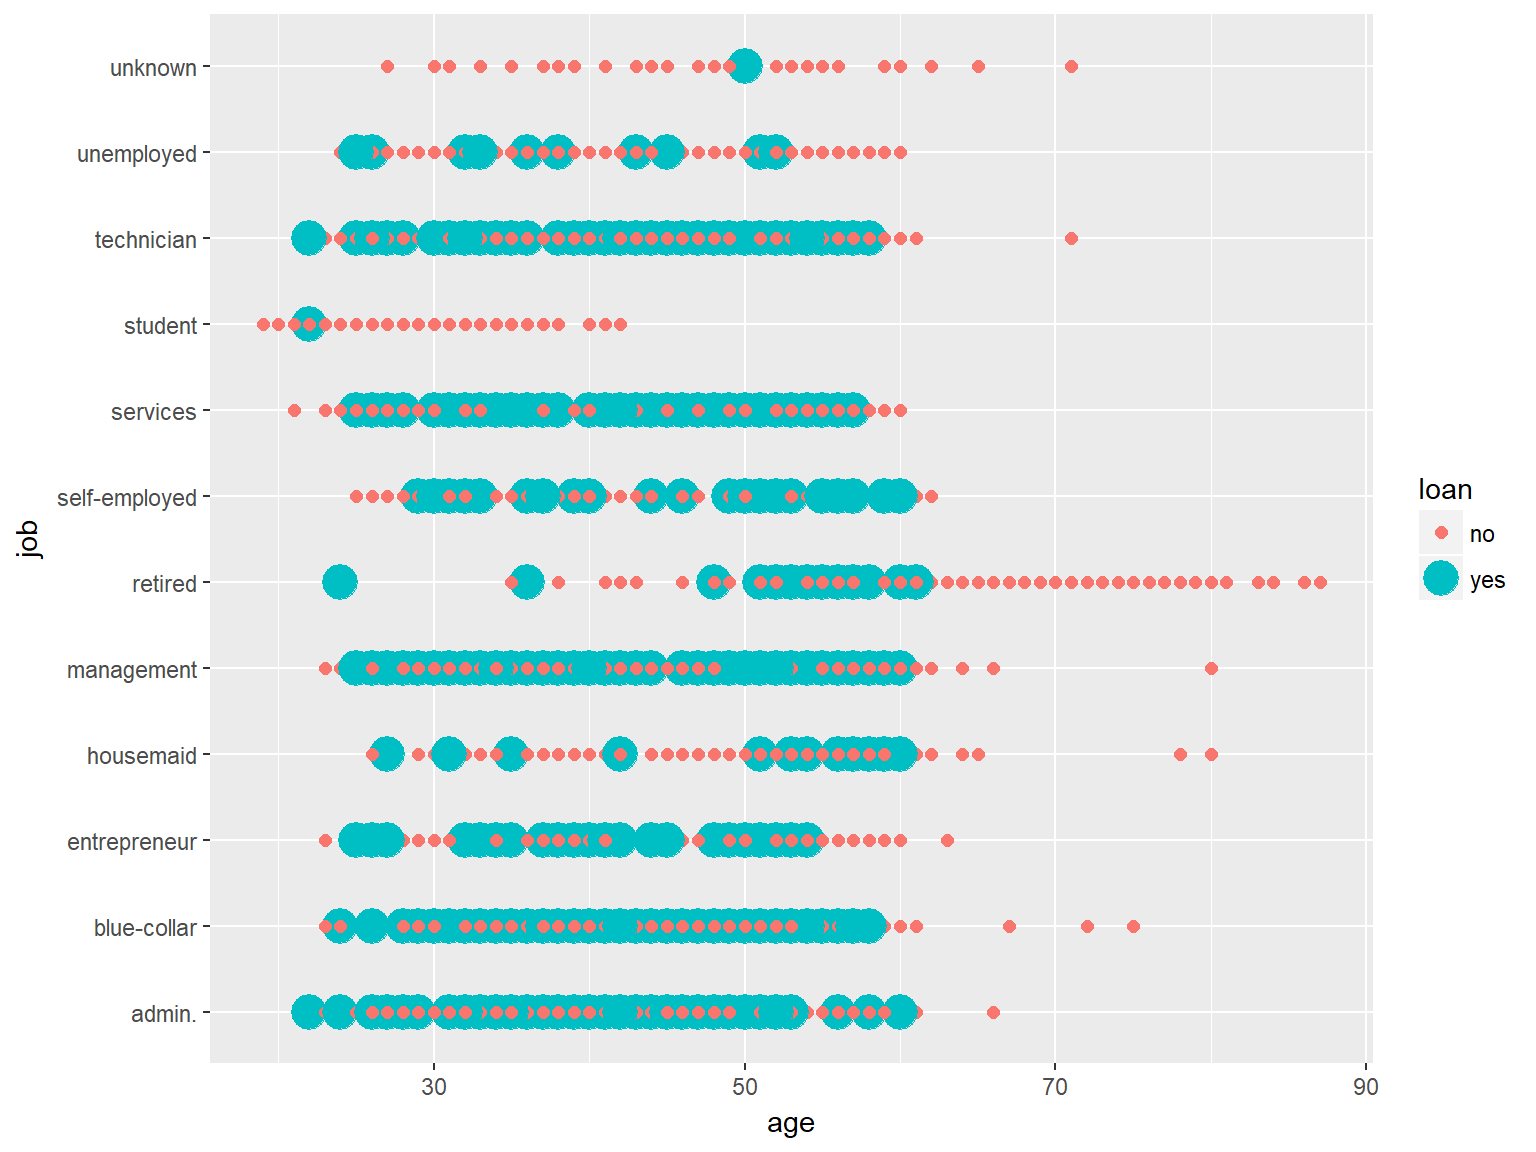 unknown
unemployed
technician
student
services
self-employed
retired
management
housemaid
entrepreneur
blue-collar
admin.
job
30
50
70
90
age
loan
no
yes